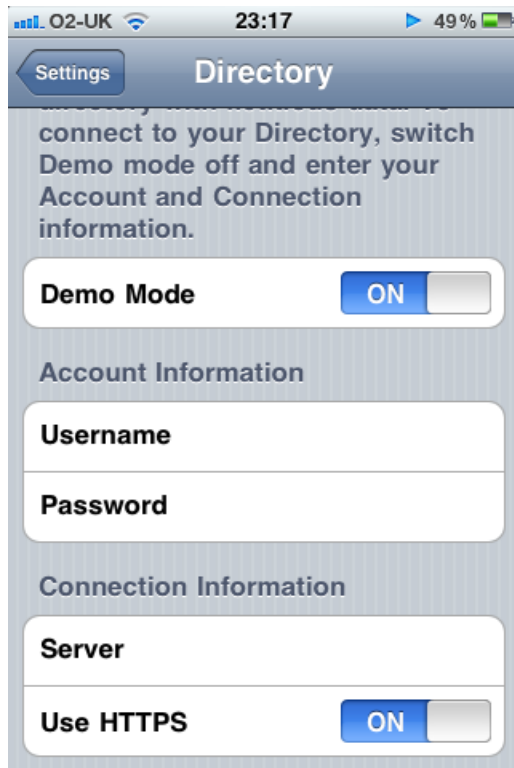 O2-UK 23:17 49%
Settings Directory
connect to your Directory, switch
Demo mode off and enter your
Account and Connection
information.
Demo Mode ON
Account Information
Username
Password
Connection Information
Server
Use HTTPS ON